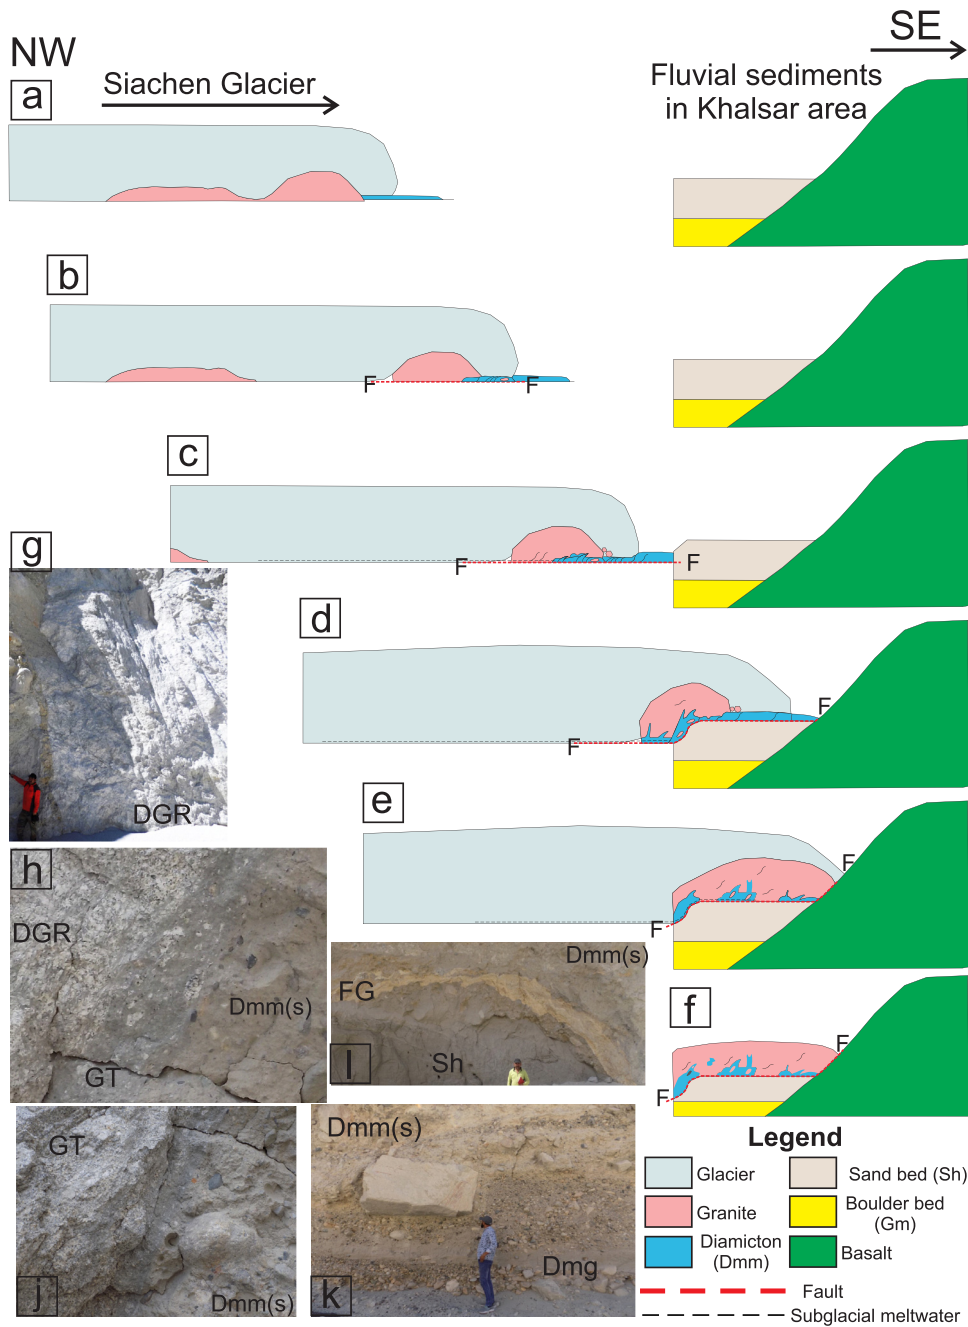 NW
SE
a
Siachen Glacier
Fluvial sediments
in Khalsar area
b
F
F
c
F
F
g
DGR
d
F
F
e
F
F
h
DGR
Dmm(s)
GT
Dmm(s)
FG
Sh
l
f
F
F
GT
Dmm(s)
j
Dmm(s)
Dmg
k
Legend
Glacier
Sand bed (Sh)
Granite
Boulder bed
(Gm)
Diamicton
(Dmm)
Basalt
Fault
Subglacial meltwater